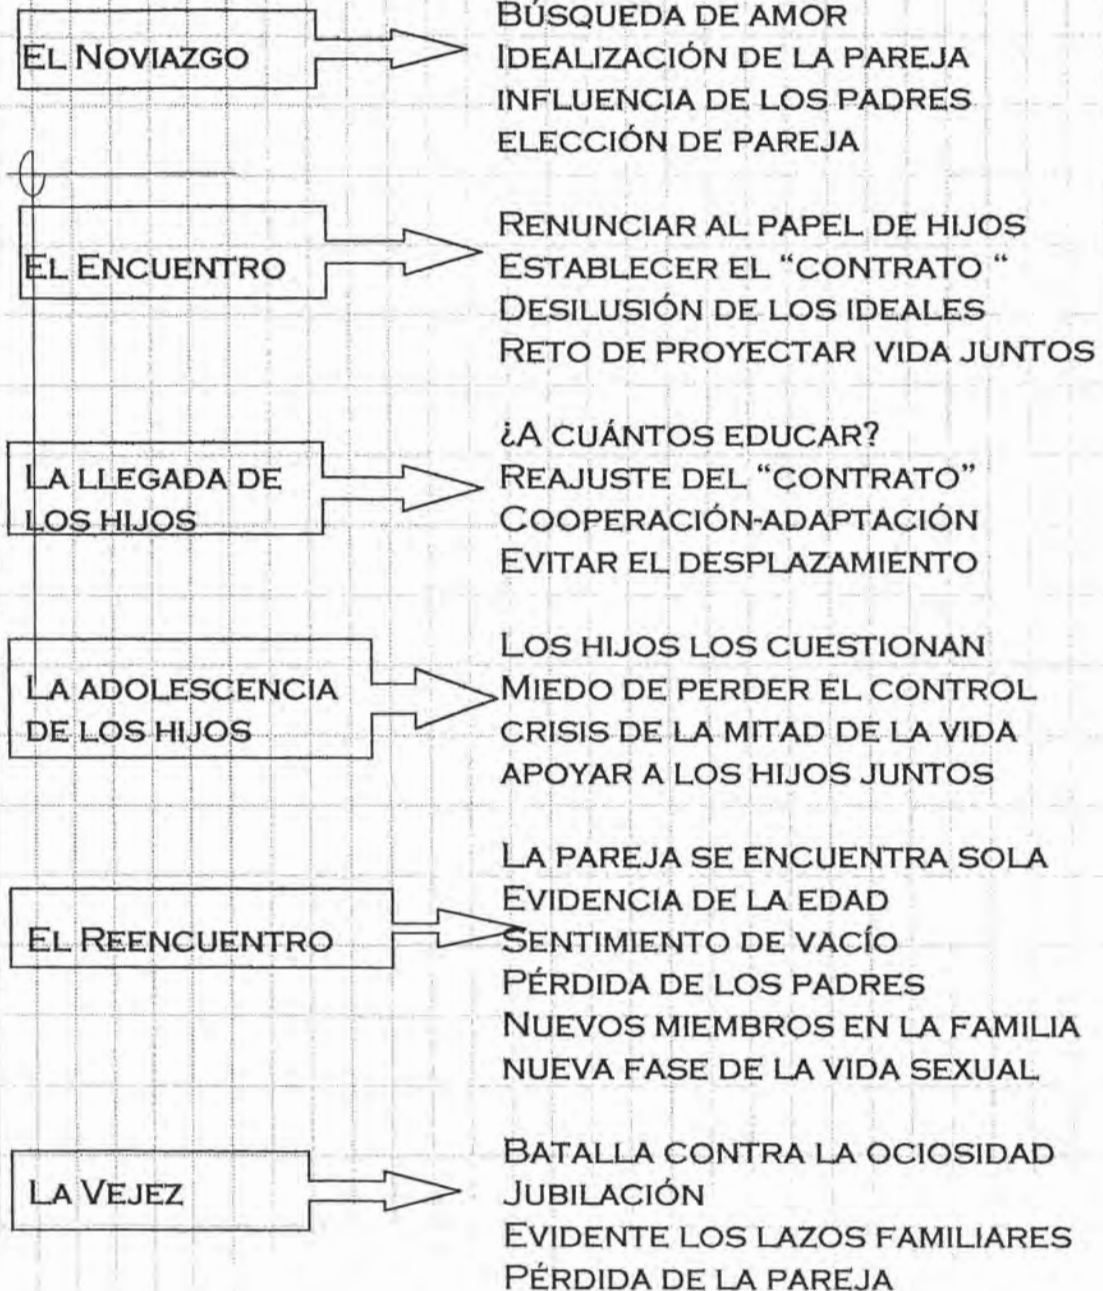 EL NOVIAZGO
BÚSQUEDA DE AMOR
IDEALIZACIÓN DE LA PAREJA
INFLUENCIA DE LOS PADRES
ELECCIÓN DE PAREJA
EL ENCUENTRO
RENUNCIAR AL PAPEL DE HIJOS
ESTABLECER EL “CONTRATO “
DESILUSIÓN DE LOS IDEALES
RETO DE PROYECTAR VIDA JUNTOS
LA LLEGADA DE
LOS HIJOS
¿A CUÁNTOS EDUCAR?
REAJUSTE DEL “CONTRATO”
COOPERACIÓN-ADAPTACIÓN
EVITAR EL DESPLAZAMIENTO
LA ADOLESCENCIA
DE LOS HIJOS
LOS HIJOS LOS CUESTIONAN
MIEDO DE PERDER EL CONTROL
CRISIS DE LA MITAD DE LA VIDA
APOYAR A LOS HIJOS JUNTOS
EL REENCUENTRO
LA PAREJA SE ENCUENTRA SOLA
EVIDENCIA DE LA EDAD
SENTIMIENTO DE VACÍO
PÉRDIDA DE LOS PADRES
NUEVOS MIEMBROS EN LA FAMILIA
NUEVA FASE DE LA VIDA SEXUAL
LA VEJEZ
BATALLA CONTRA LA OCIOSIDAD
JUBILACIÓN
EVIDENTE LOS LAZOS FAMILIARES
PÉRDIDA DE LA PAREJA